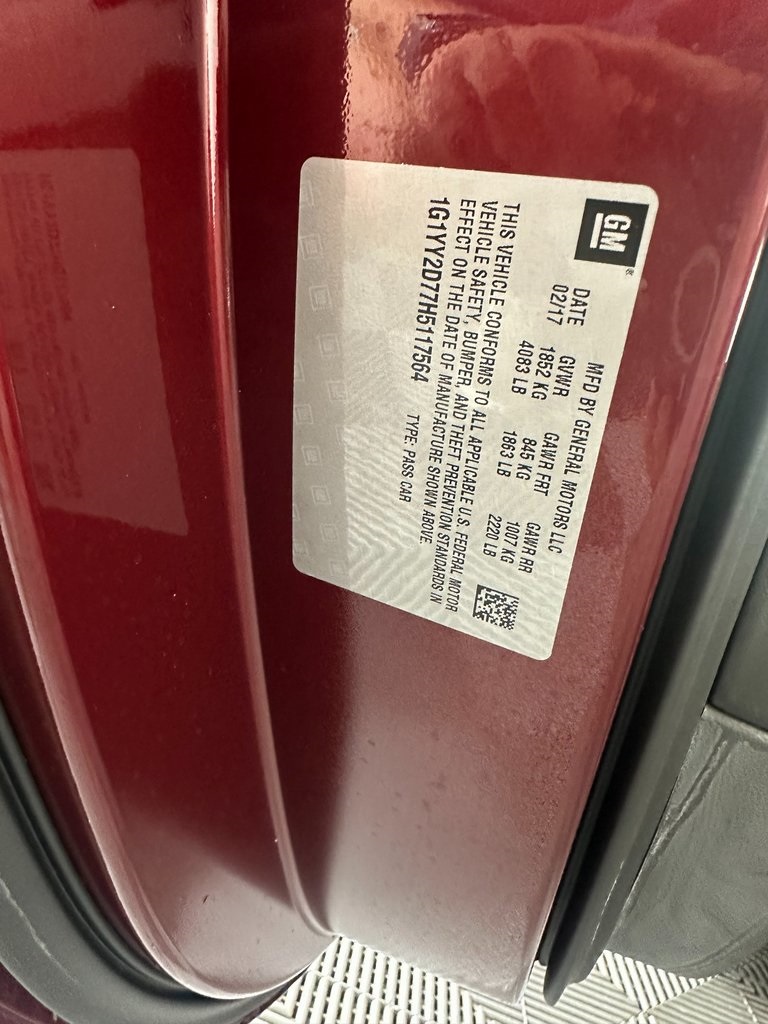 GM
MFD BY GENERAL MOTORS LLC
DATE GVWR GAWR FRT GAWR RR
02/17 1852 KG 845 KG 1007 KG
4083 LB 1863 LB 2220 LB
THIS VEHICLE CONFORMS TO ALL APPLICABLE U.S. FEDERAL MOTOR
VEHICLE SAFETY, BUMPER, AND THEFT PREVENTION STANDARDS IN
EFFECT ON THE DATE OF MANUFACTURE SHOWN ABOVE.
1G1YY2D77H5117564 TYPE: PASS CAR